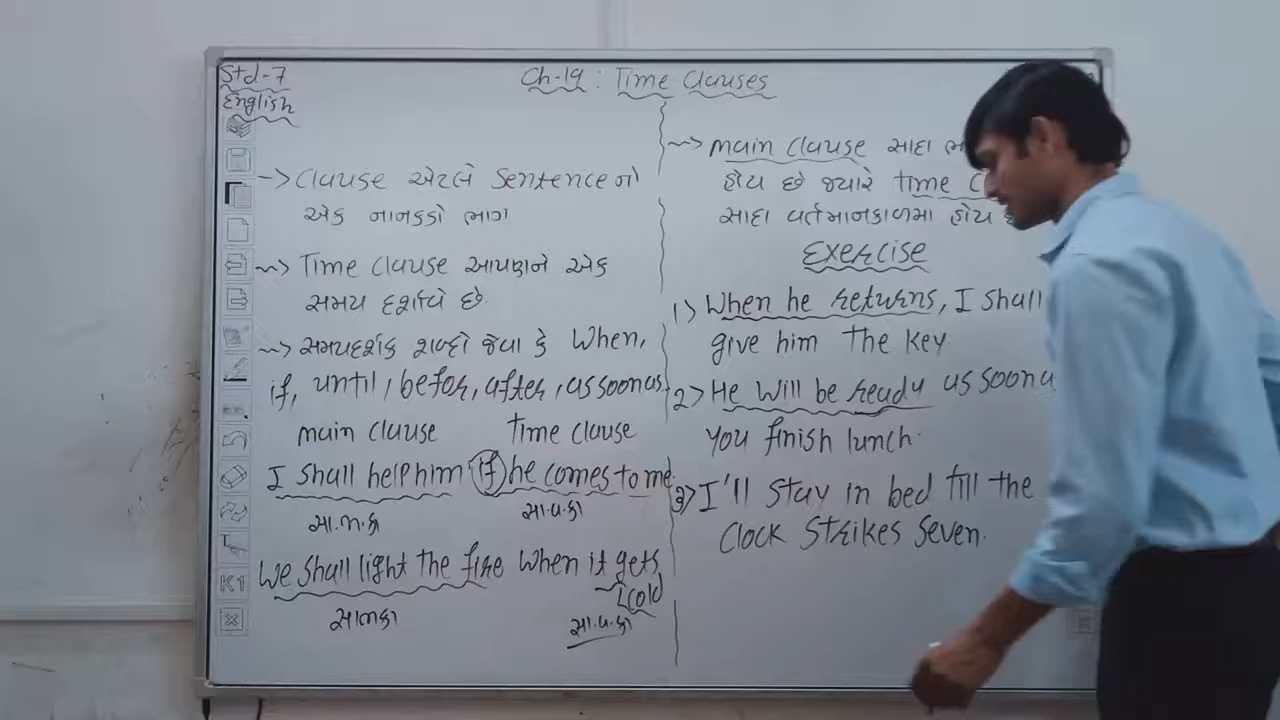 Std-7
English
Ch-19 : Time Clauses
~> Clause એટલે Sentence નો
એક નાનકડો ભાગ
~> Time Clause આપણને એક
સમય દર્શાવે છે.
~> સમયદર્શક શબ્દો જેવા કે When,
if, until, before, after, as soon as
main clause time clause
I shall help him if he comes to me.
સા.ભ.કા સા.વ.કા
We shall light the fire when it gets
cold
સાભકા સા.વ.કા
~> main clause સાદા
હોય છે જ્યારે time
સાદા વર્તમાનકાળમા હોય
Exercise
1> When he returns, I shall
give him the key
2> He will be ready as soon
you finish lunch.
3> I'll stay in bed till the
clock strikes seven.
T
K1